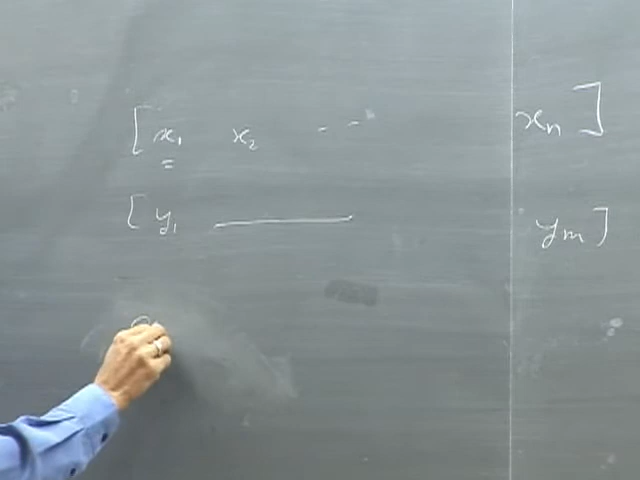 [x₁ x₂ - - xₙ]
[y₁ ——— yₘ]